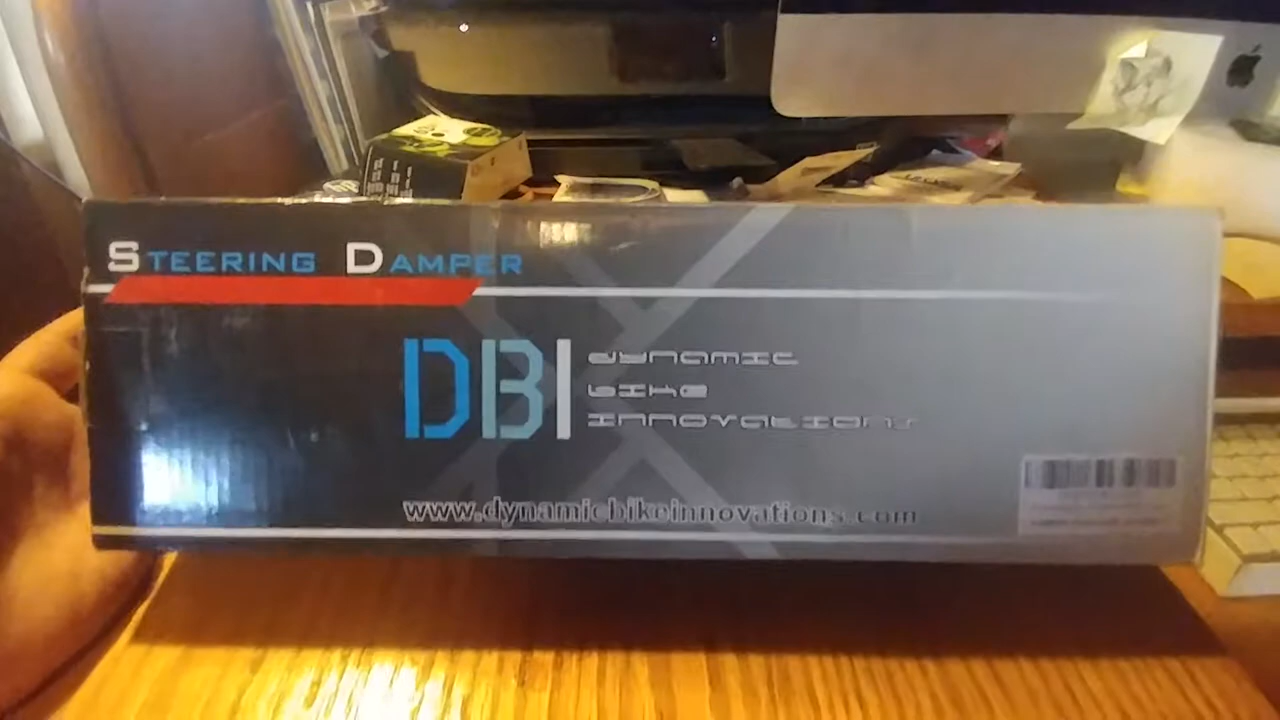 STEERING DAMPER
DBI
dynamic
bike
innovations
www.dynamicbikeinnovations.com